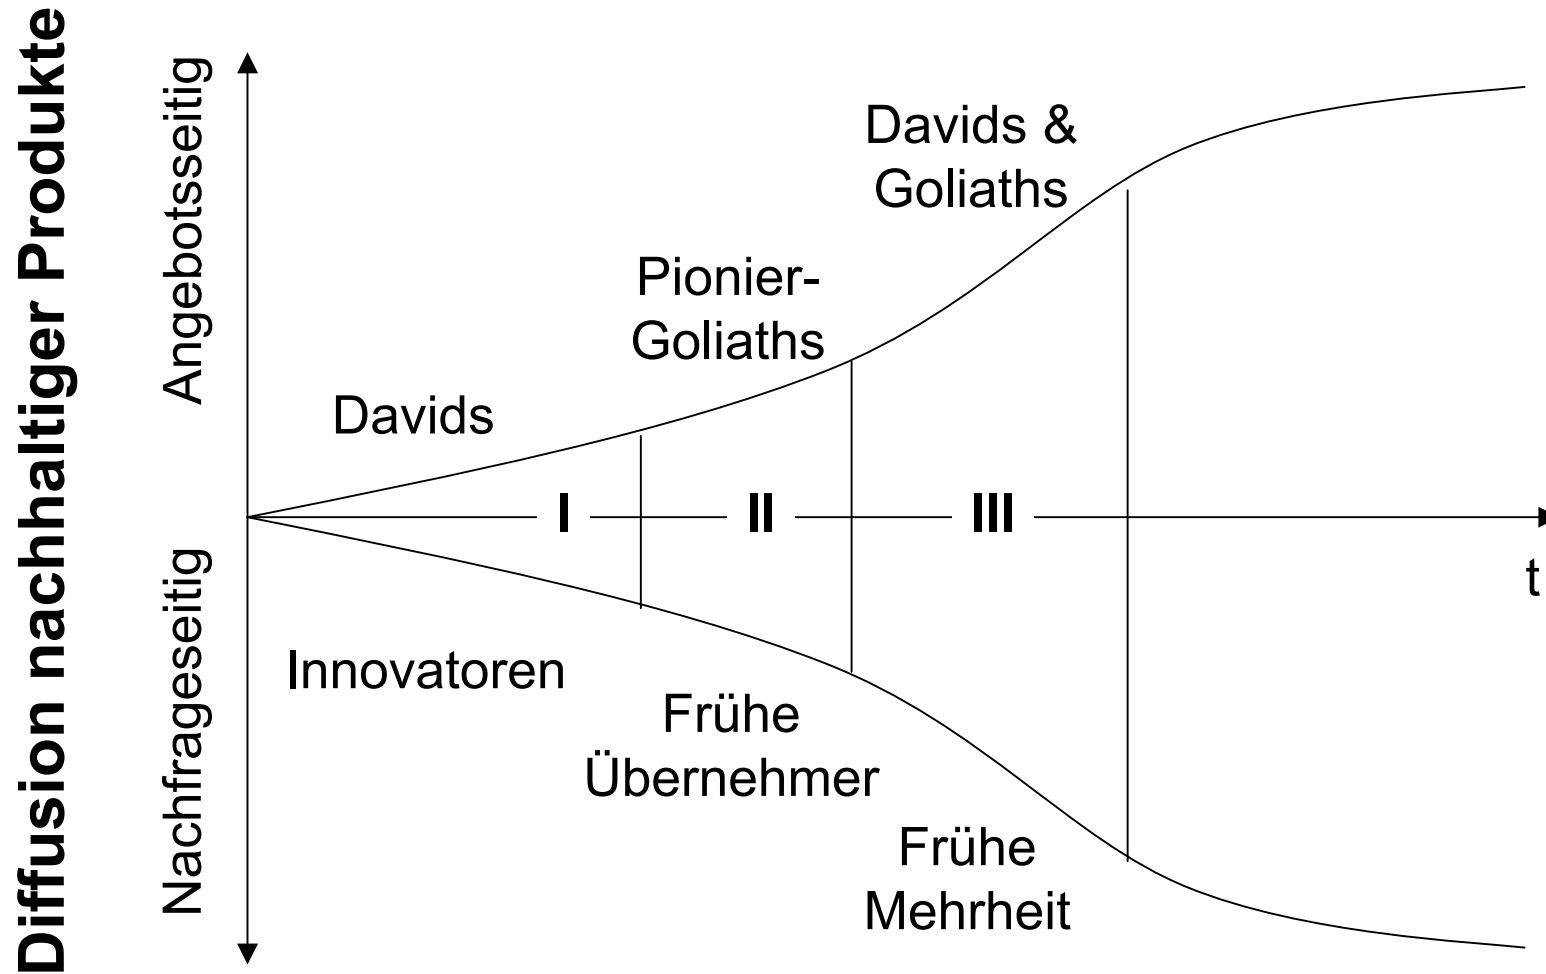 Diffusion nachhaltiger Produkte
Angebotsseitig
Nachfrageseitig
Davids &
Goliaths
Pionier-
Goliaths
Davids
I
II
III
t
Innovatoren
Frühe
Übernehmer
Frühe
Mehrheit